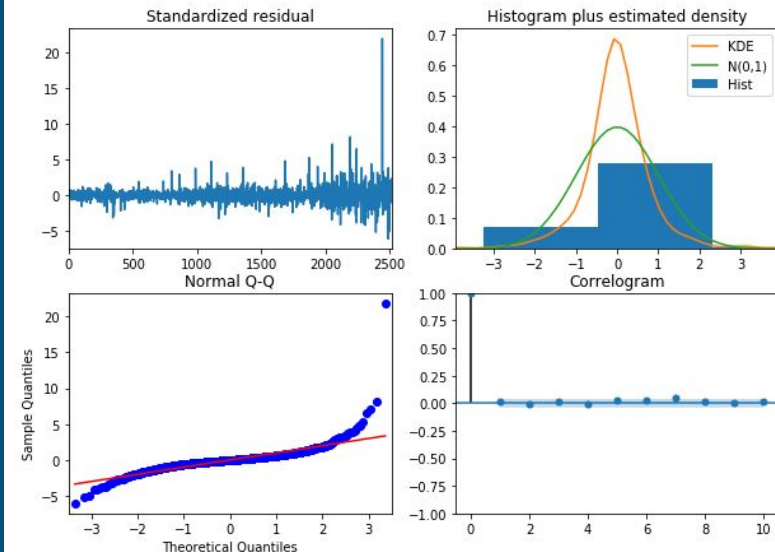 Standardized residual
20
15
10
5
0
−5
0 500 1000 1500 2000 2500
Histogram plus estimated density
0.7
0.6
0.5
0.4
0.3
0.2
0.1
0.0
KDE
N(0,1)
Hist
−3 −2 −1 0 1 2 3
Normal Q-Q
Sample Quantiles
20
15
10
5
0
−5
−3 −2 −1 0 1 2 3
Theoretical Quantiles
Correlogram
1.00
0.75
0.50
0.25
0.00
−0.25
−0.50
−0.75
−1.00
0 2 4 6 8 10